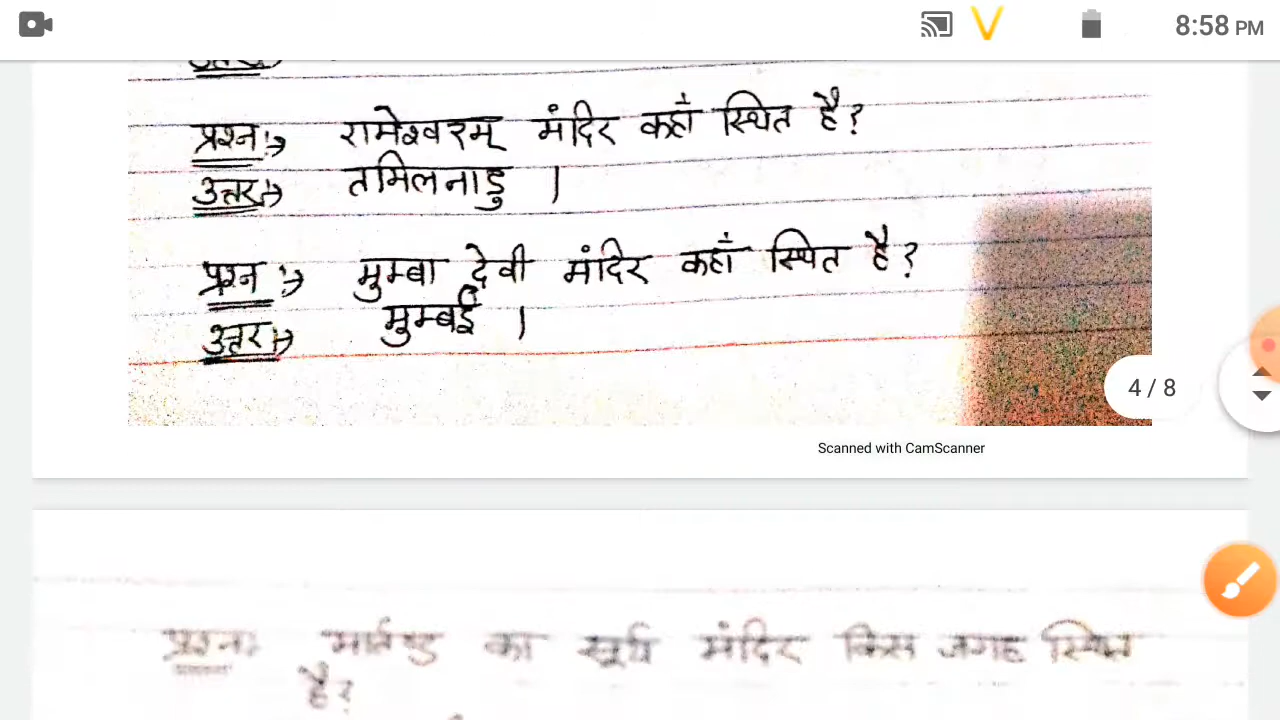 8:58 PM
प्रश्न:→ रामेश्वरम् मंदिर कहाँ स्थित है?
उत्तर:→ तमिलनाडु ।
प्रश्न :→ मुम्बा देवी मंदिर कहाँ स्थित है?
उत्तर:→ मुम्बई ।
4 / 8
Scanned with CamScanner
प्रश्न: मार्तण्ड का सूर्य मंदिर किस जगह स्थित
है?